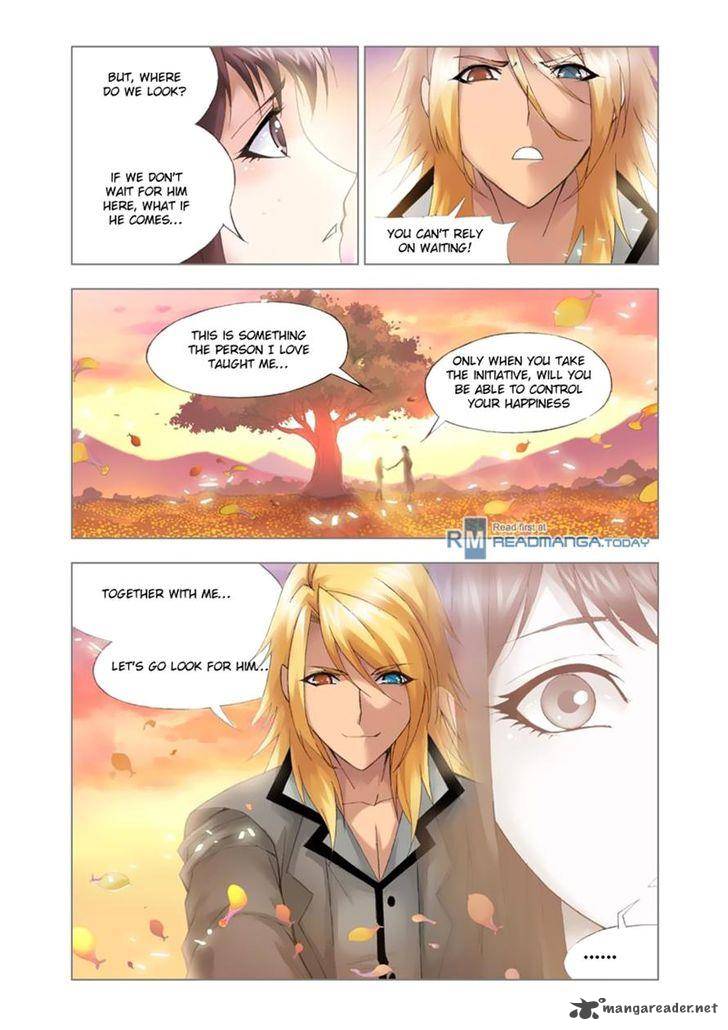 BUT, WHERE
DO WE LOOK?
IF WE DON'T
WAIT FOR HIM
HERE, WHAT IF
HE COMES...
YOU CAN'T RELY
ON WAITING!
THIS IS SOMETHING
THE PERSON I LOVE
TAUGHT ME...
ONLY WHEN YOU TAKE
THE INITIATIVE, WILL YOU
BE ABLE TO CONTROL
YOUR HAPPINESS
RM Read first at
READMANGA.TODAY
TOGETHER WITH ME...
LET'S GO LOOK FOR HIM...
......
mangareader.net